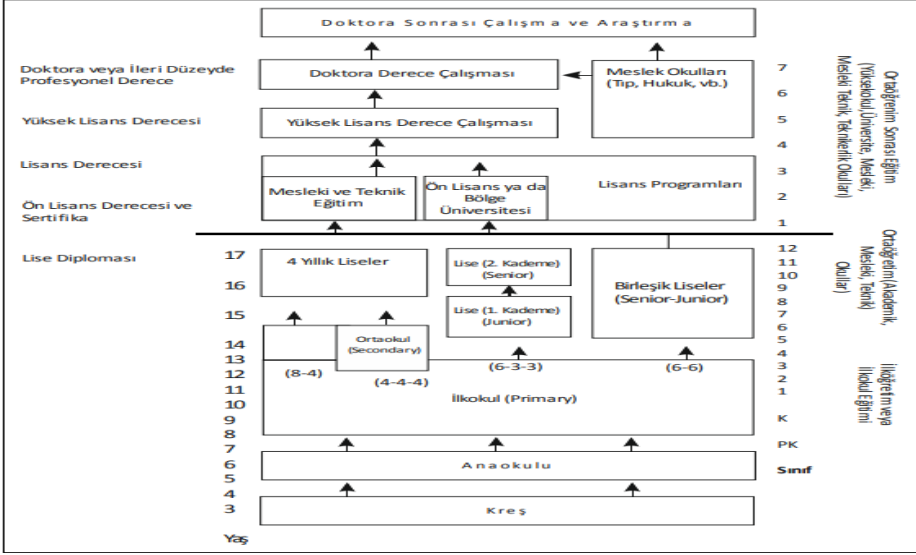 Doktora Sonrası Çalışma ve Araştırma
Doktora veya İleri Düzeyde
Profesyonel Derece
Doktora Derece Çalışması
Meslek Okulları
(Tıp, Hukuk, vb.)
Yüksek Lisans Derecesi
Yüksek Lisans Derece Çalışması
Lisans Derecesi
Mesleki ve Teknik
Eğitim
Ön Lisans ya da
Bölge
Üniversitesi
Lisans Programları
Ön Lisans Derecesi ve
Sertifika
7
6
5
4
3
2
1
Ortaöğrenim Sonrası Eğitim
(Yüksekokul,Üniversite, Mesleki,
Mesleki Teknik, Teknikerlik Okulları)
Lise Diploması
17
16
15
14
13
12
11
10
9
8
7
6
5
4
3
Yaş
4 Yıllık Liseler
Lise (2. Kademe)
(Senior)
Lise (1. Kademe)
(Junior)
Birleşik Liseler
(Senior-Junior)
Ortaokul
(Secondary)
(8-4)
(4-4-4)
(6-3-3)
(6-6)
İlkokul (Primary)
Anaokulu
Kreş
12
11
10
9
8
7
6
5
4
3
2
1
K
PK
Sınıf
Ortaöğretim(Akademik,
Mesleki, Teknik)
Okullar)
İlköğretim veya
İlkokul Eğitimi